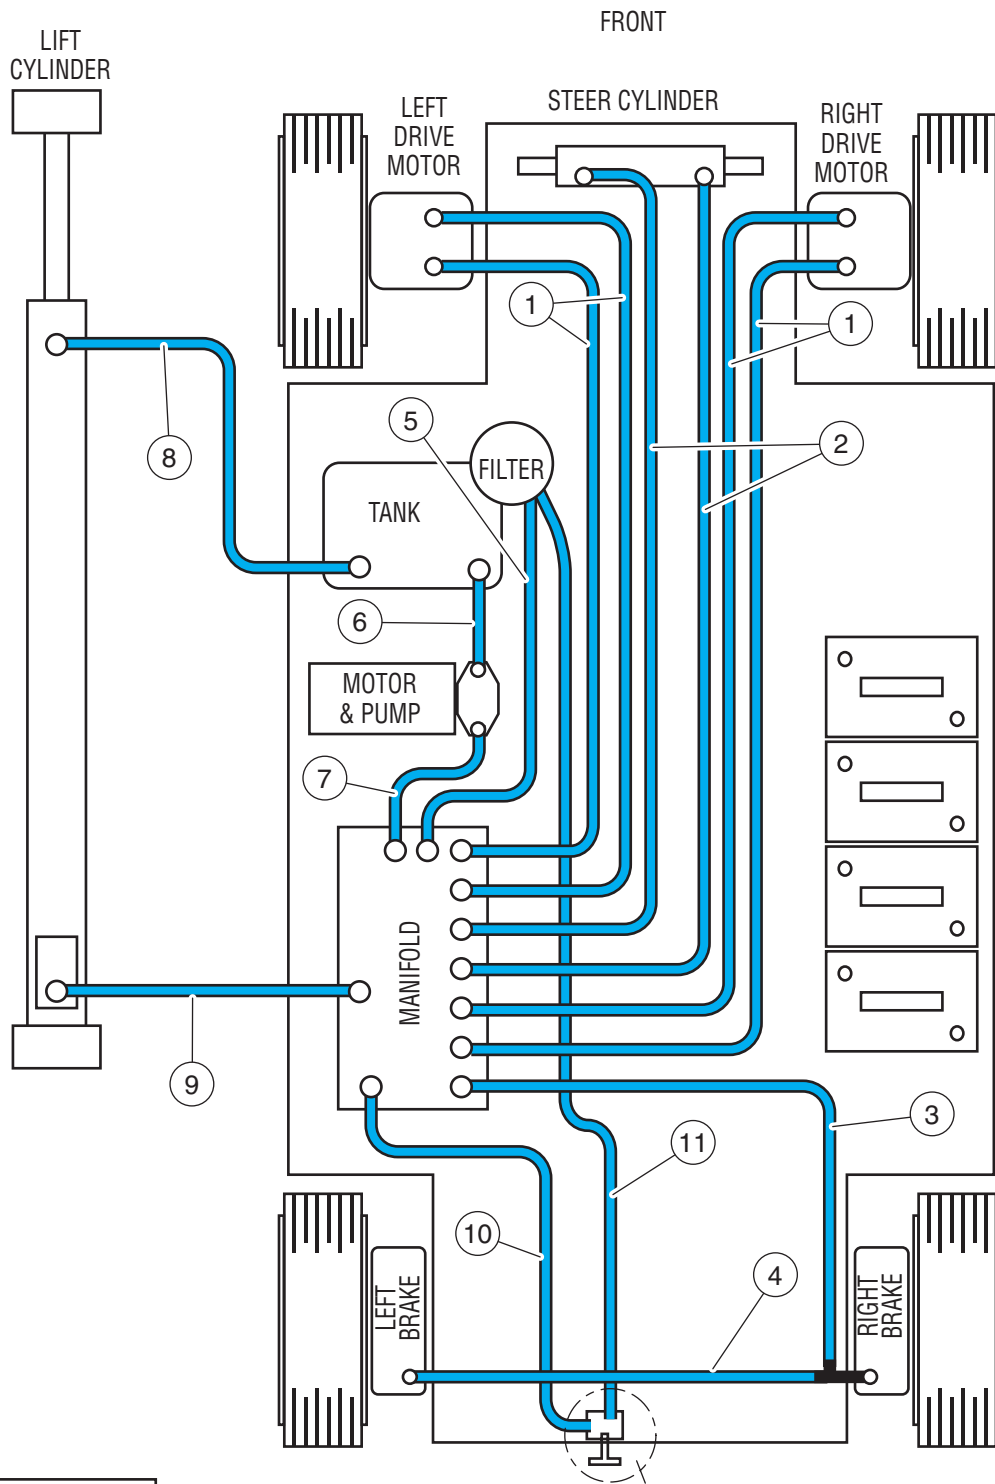 FRONT
LIFT
CYLINDER
LEFT
DRIVE
MOTOR
STEER CYLINDER
RIGHT
DRIVE
MOTOR
1
1
5
2
8
FILTER
TANK
6
MOTOR
& PUMP
7
MANIFOLD
9
3
11
10
4
LEFT
BRAKE
RIGHT
BRAKE